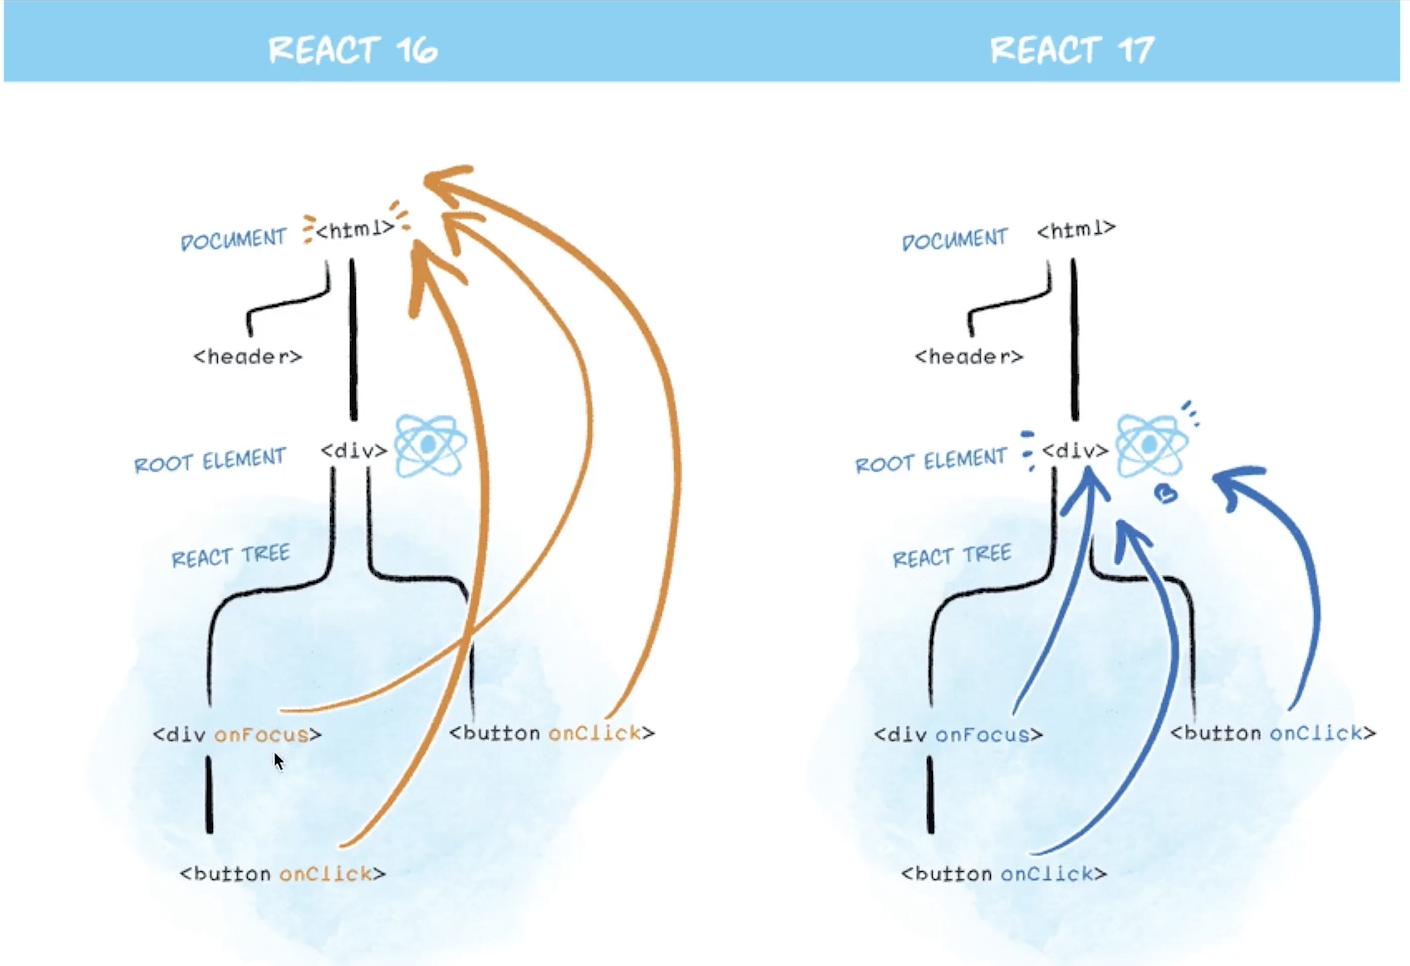 REACT 16
DOCUMENT <html>
<header>
ROOT ELEMENT <div>
REACT TREE
<div onFocus>
<button onClick>
<button onClick>
REACT 17
DOCUMENT <html>
<header>
ROOT ELEMENT <div>
REACT TREE
<div onFocus>
<button onClick>
<button onClick>